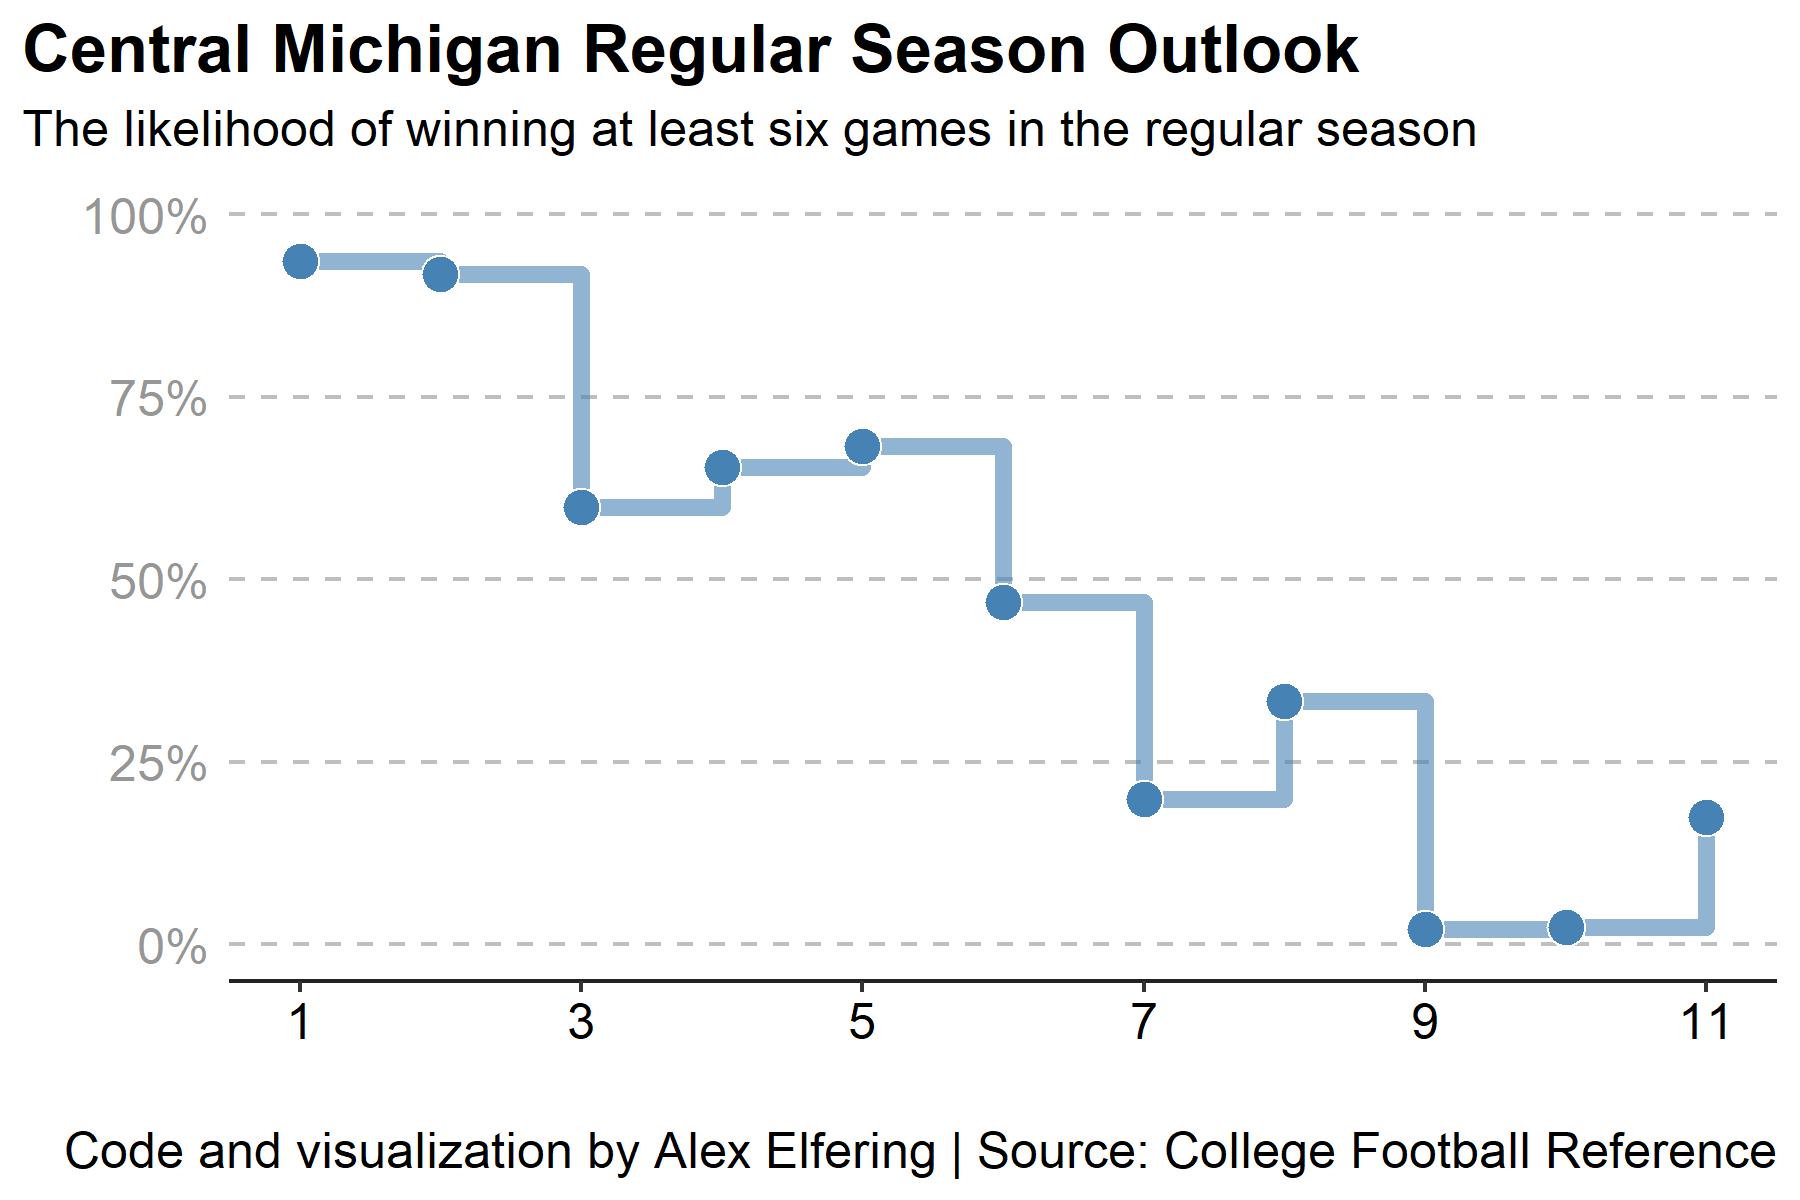 Central Michigan Regular Season Outlook
The likelihood of winning at least six games in the regular season
100%
75%
50%
25%
0%
1 3 5 7 9 11
Code and visualization by Alex Elfering | Source: College Football Reference